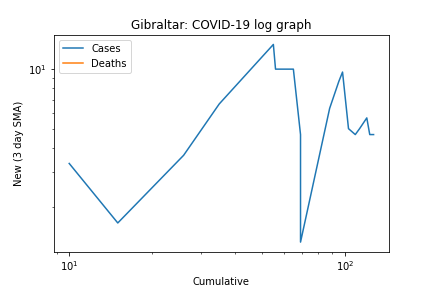 Gibraltar: COVID-19 log graph
Cases
Deaths
10¹
New (3 day SMA)
10¹
10²
Cumulative